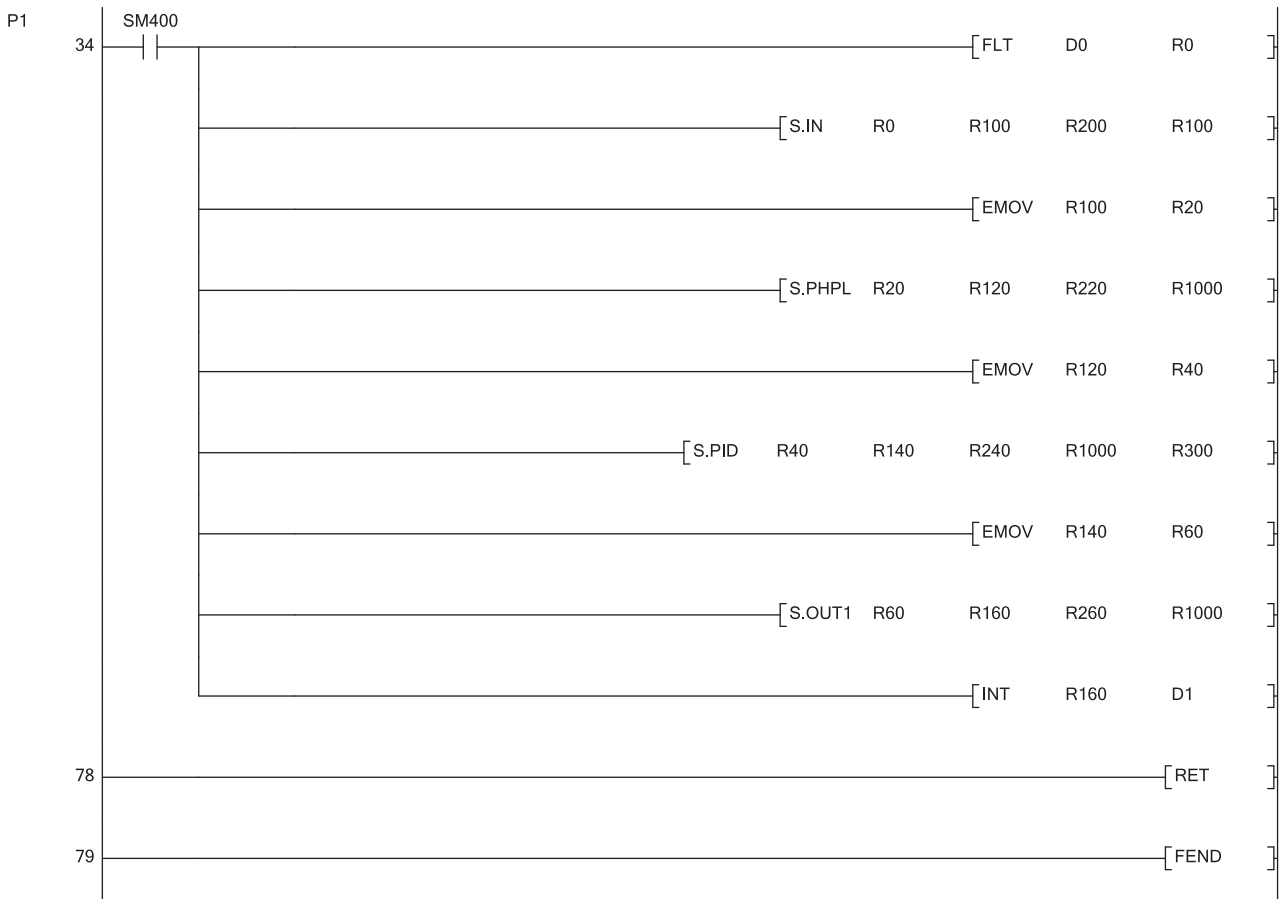 P1 SM400
34 [FLT D0 R0 ]
[S.IN R0 R100 R200 R100 ]
[EMOV R100 R20 ]
[S.PHPL R20 R120 R220 R1000 ]
[EMOV R120 R40 ]
[S.PID R40 R140 R240 R1000 R300 ]
[EMOV R140 R60 ]
[S.OUT1 R60 R160 R260 R1000 ]
[INT R160 D1 ]
78 [RET ]
79 [FEND ]